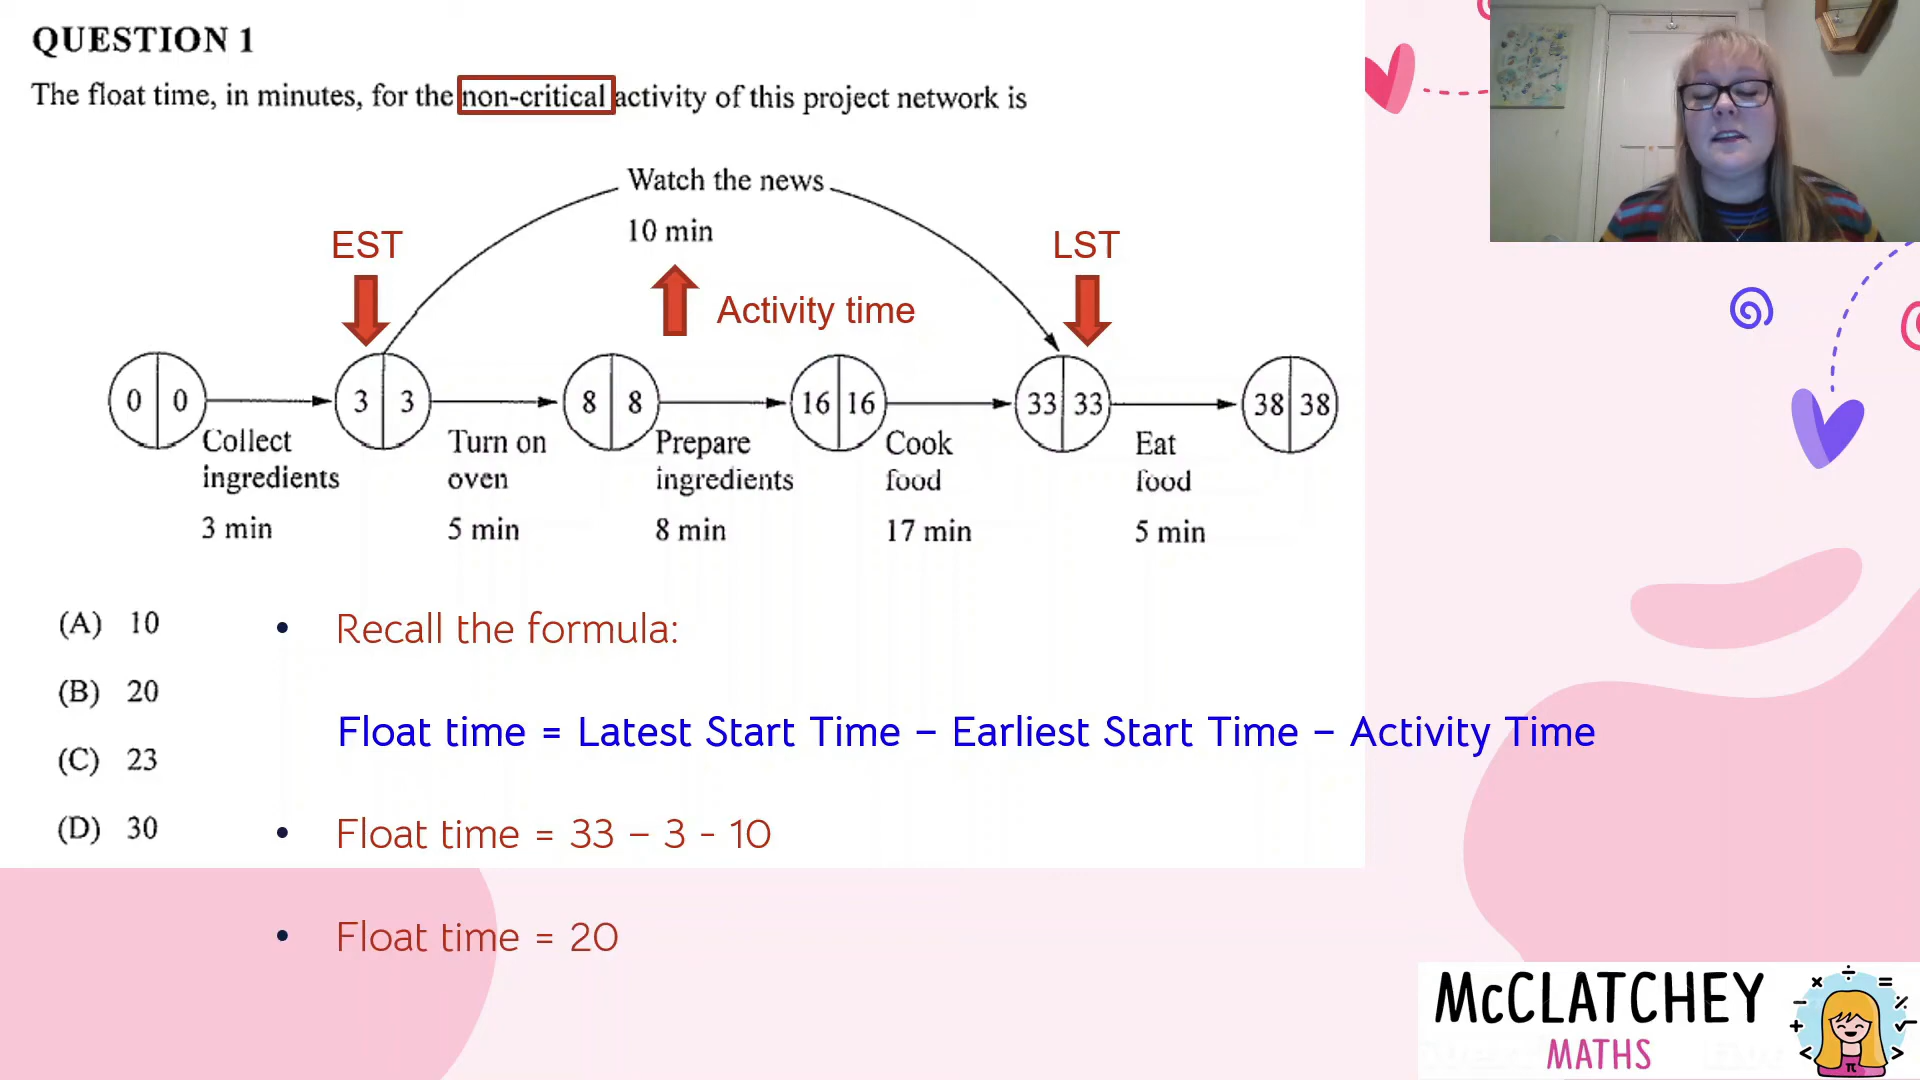 QUESTION 1
The float time, in minutes, for the non-critical activity of this project network is
Watch the news
10 min
EST
LST
Activity time
0 0
3 3
8 8
16 16
33 33
38 38
Collect
ingredients
3 min
Turn on
oven
5 min
Prepare
ingredients
8 min
Cook
food
17 min
Eat
food
5 min
(A) 10
(B) 20
(C) 23
(D) 30
• Recall the formula:
Float time = Latest Start Time – Earliest Start Time – Activity Time
• Float time = 33 – 3 - 10
• Float time = 20
McCLATCHEY
MATHS